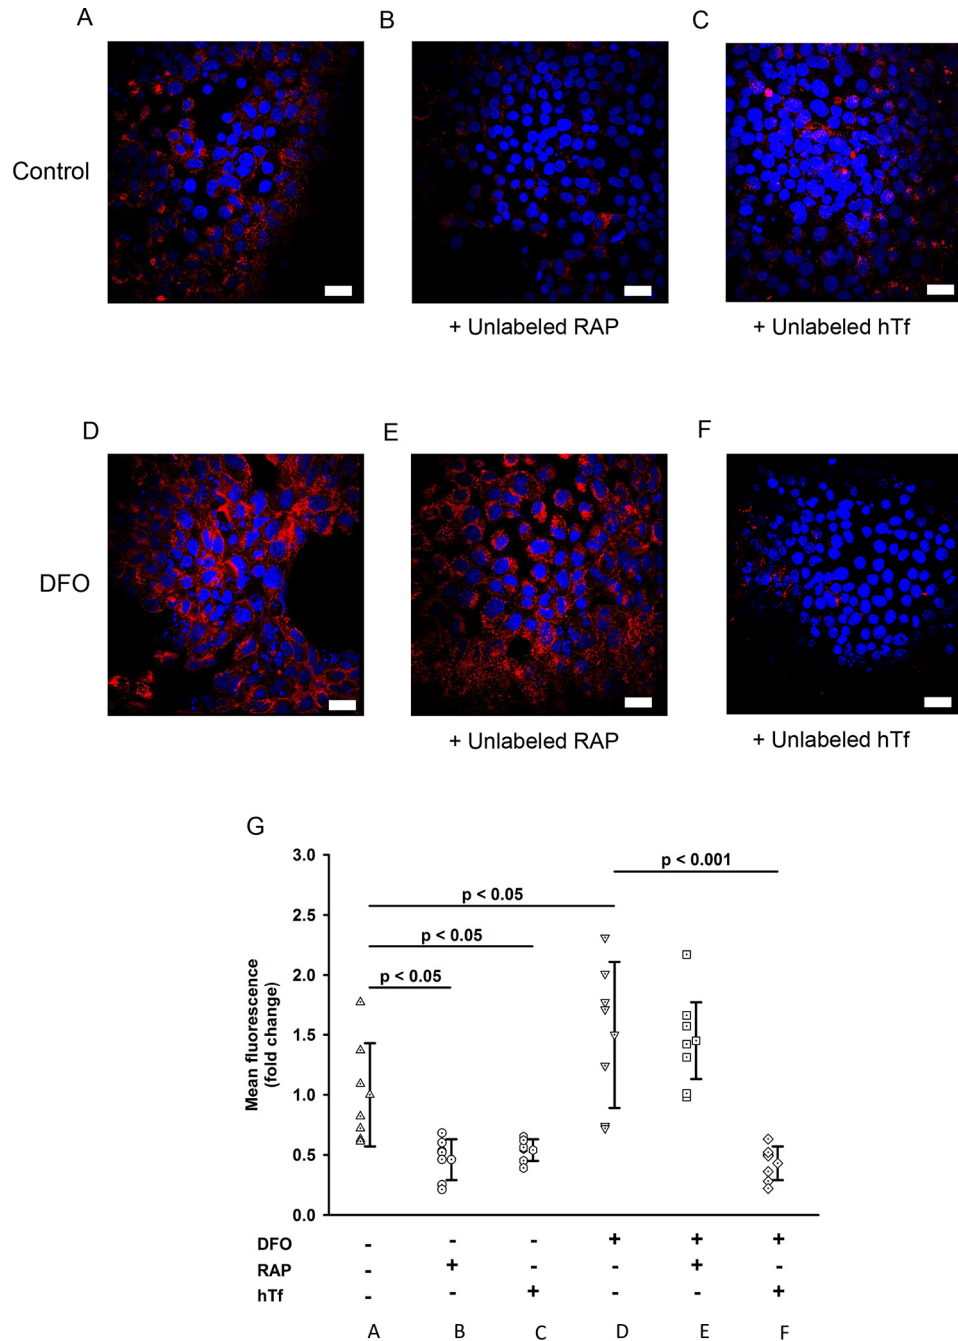 A
B
C
Control
+ Unlabeled RAP
+ Unlabeled hTf
D
E
F
DFO
+ Unlabeled RAP
+ Unlabeled hTf
G
3.0
2.5
2.0
1.5
1.0
0.5
0.0
Mean fluorescence
(fold change)
p < 0.001
p < 0.05
p < 0.05
p < 0.05
DFO - - - + + +
RAP - + - - + -
hTf - - + - - +
A B C D E F